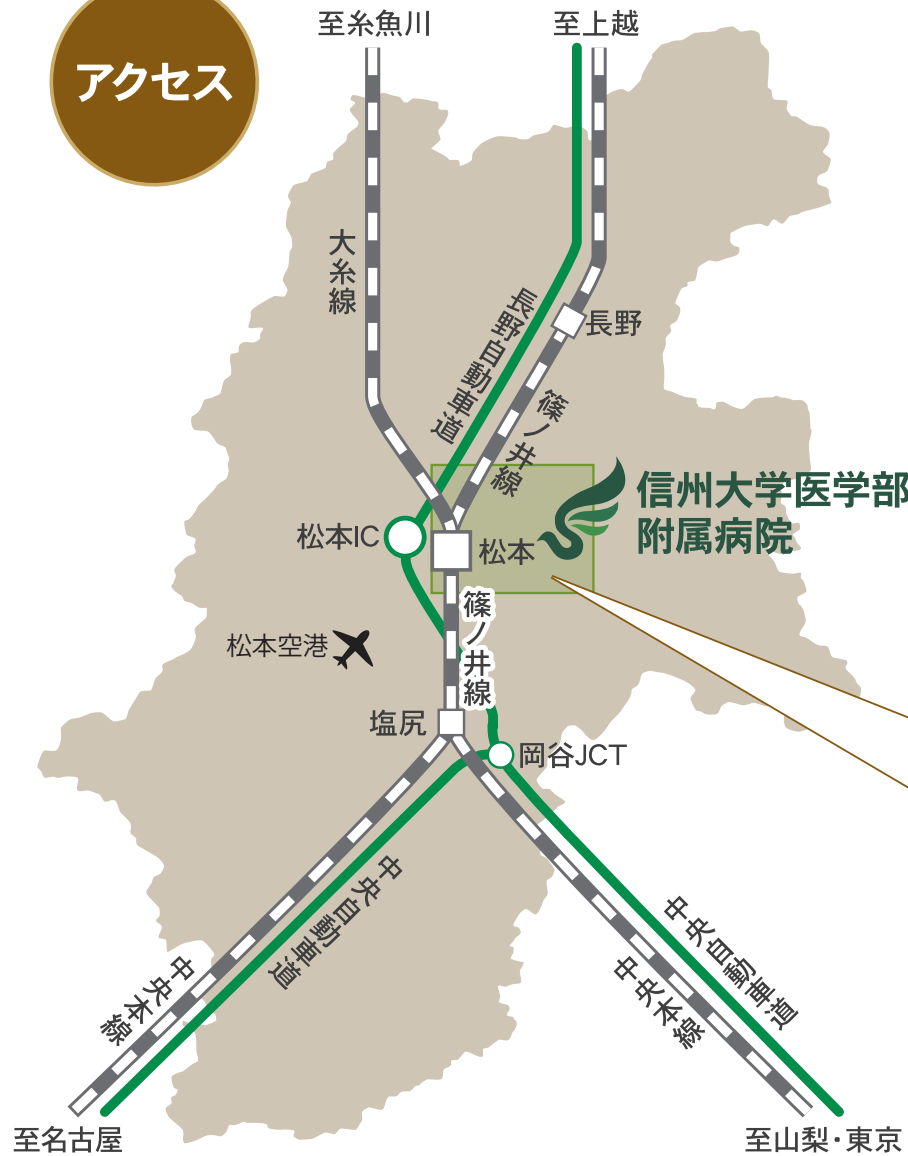 至糸魚川
至上越
アクセス
大糸線
長野自動車道
長野
篠ノ井線
信州大学医学部
附属病院
松本IC
松本
篠ノ井線
松本空港
塩尻
岡谷JCT
中央自動車道
中央自動車道
中央本線
中央本線
至名古屋
至山梨・東京